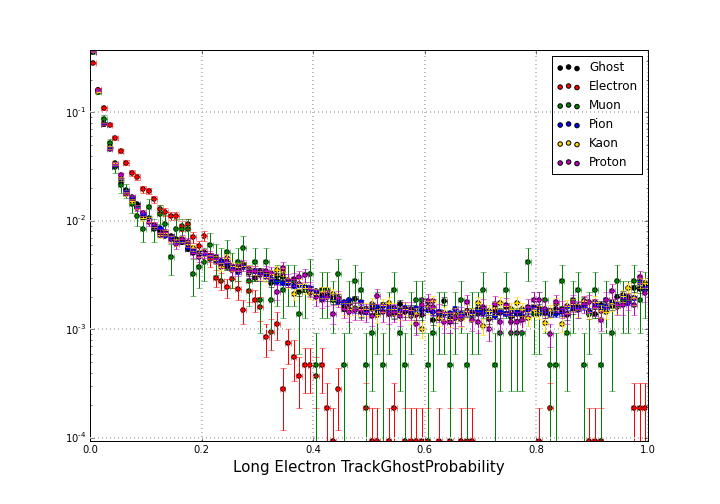 Ghost
Electron
Muon
Pion
Kaon
Proton
10^-1
10^-2
10^-3
10^-4
0.0 0.2 0.4 0.6 0.8 1.0
Long Electron TrackGhostProbability